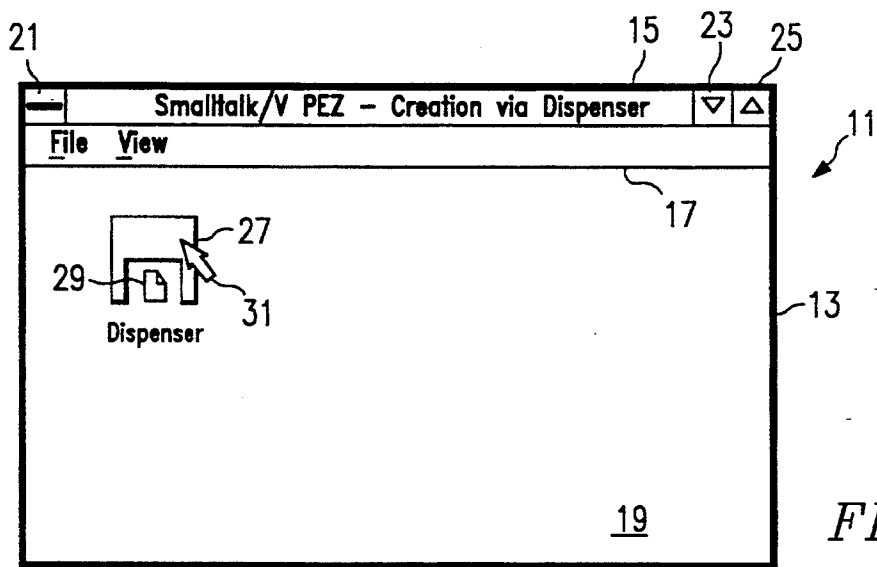 15 23 25
21
Smalltalk/V PEZ - Creation via Dispenser
File View
11
17
27
29
31
13
Dispenser
19